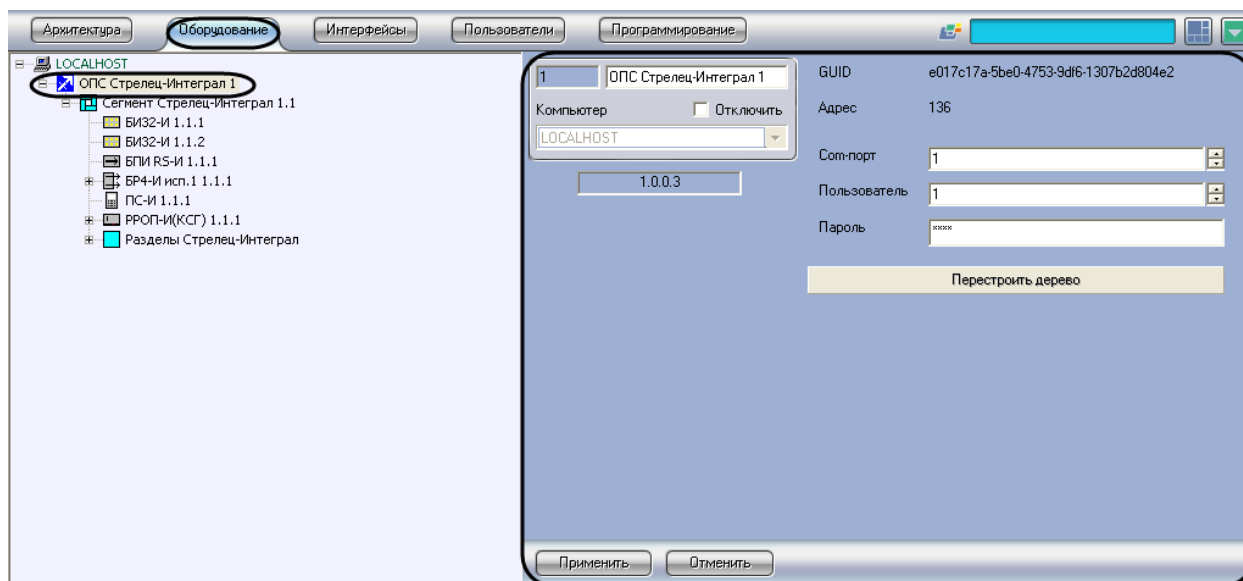 Архитектура Оборудование Интерфейсы Пользователи Программирование
LOCALHOST
ОПС Стрелец-Интеграл 1
Сегмент Стрелец-Интеграл 1.1
БИ32-И 1.1.1
БИ32-И 1.1.2
БПИ RS-И 1.1.1
БР4-И исп.1 1.1.1
ПС-И 1.1.1
РРОП-И(КСГ) 1.1.1
Разделы Стрелец-Интеграл
1 ОПС Стрелец-Интеграл 1
Компьютер Отключить
LOCALHOST
1.0.0.3
GUID e017c17a-5be0-4753-9df6-1307b2d804e2
Адрес 136
Com-порт 1
Пользователь 1
Пароль ××××
Перестроить дерево
Применить Отменить